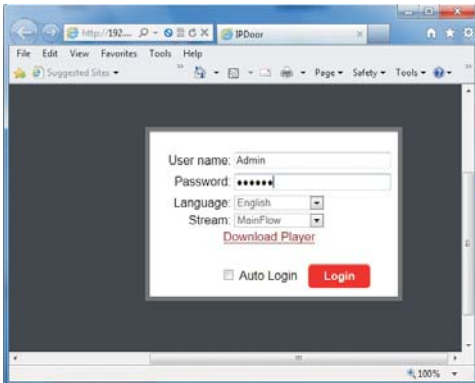 http://192.... IPDoor
File Edit View Favorites Tools Help
Suggested Sites Page Safety Tools
User name: Admin
Password: ●●●●●●
Language: English
Stream: MainFlow
Download Player
Auto Login Login
100%